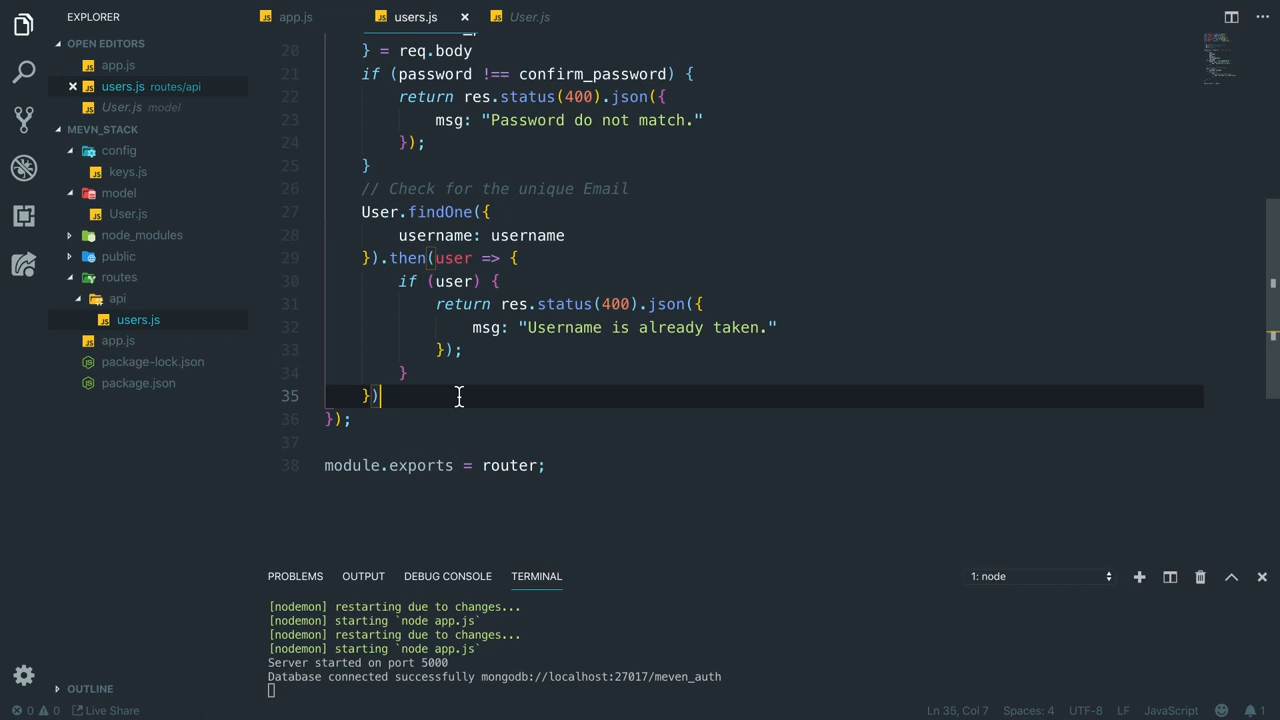 EXPLORER
app.js
users.js
User.js
OPEN EDITORS
app.js
users.js routes/api
User.js model
MEVN_STACK
config
keys.js
model
User.js
node_modules
public
routes
api
users.js
app.js
package-lock.json
package.json
OUTLINE
20 } = req.body
21 if (password !== confirm_password) {
22 return res.status(400).json({
23 msg: "Password do not match."
24 });
25 }
26 // Check for the unique Email
27 User.findOne({
28 username: username
29 }).then(user => {
30 if (user) {
31 return res.status(400).json({
32 msg: "Username is already taken."
33 });
34 }
35 })
36 });
37
38 module.exports = router;
PROBLEMS OUTPUT DEBUG CONSOLE TERMINAL
1: node
[nodemon] restarting due to changes...
[nodemon] starting `node app.js`
[nodemon] restarting due to changes...
[nodemon] starting `node app.js`
Server started on port 5000
Database connected successfully mongodb://localhost:27017/meven_auth
0 0 Live Share
Ln 35, Col 7 Spaces: 4 UTF-8 LF JavaScript 1